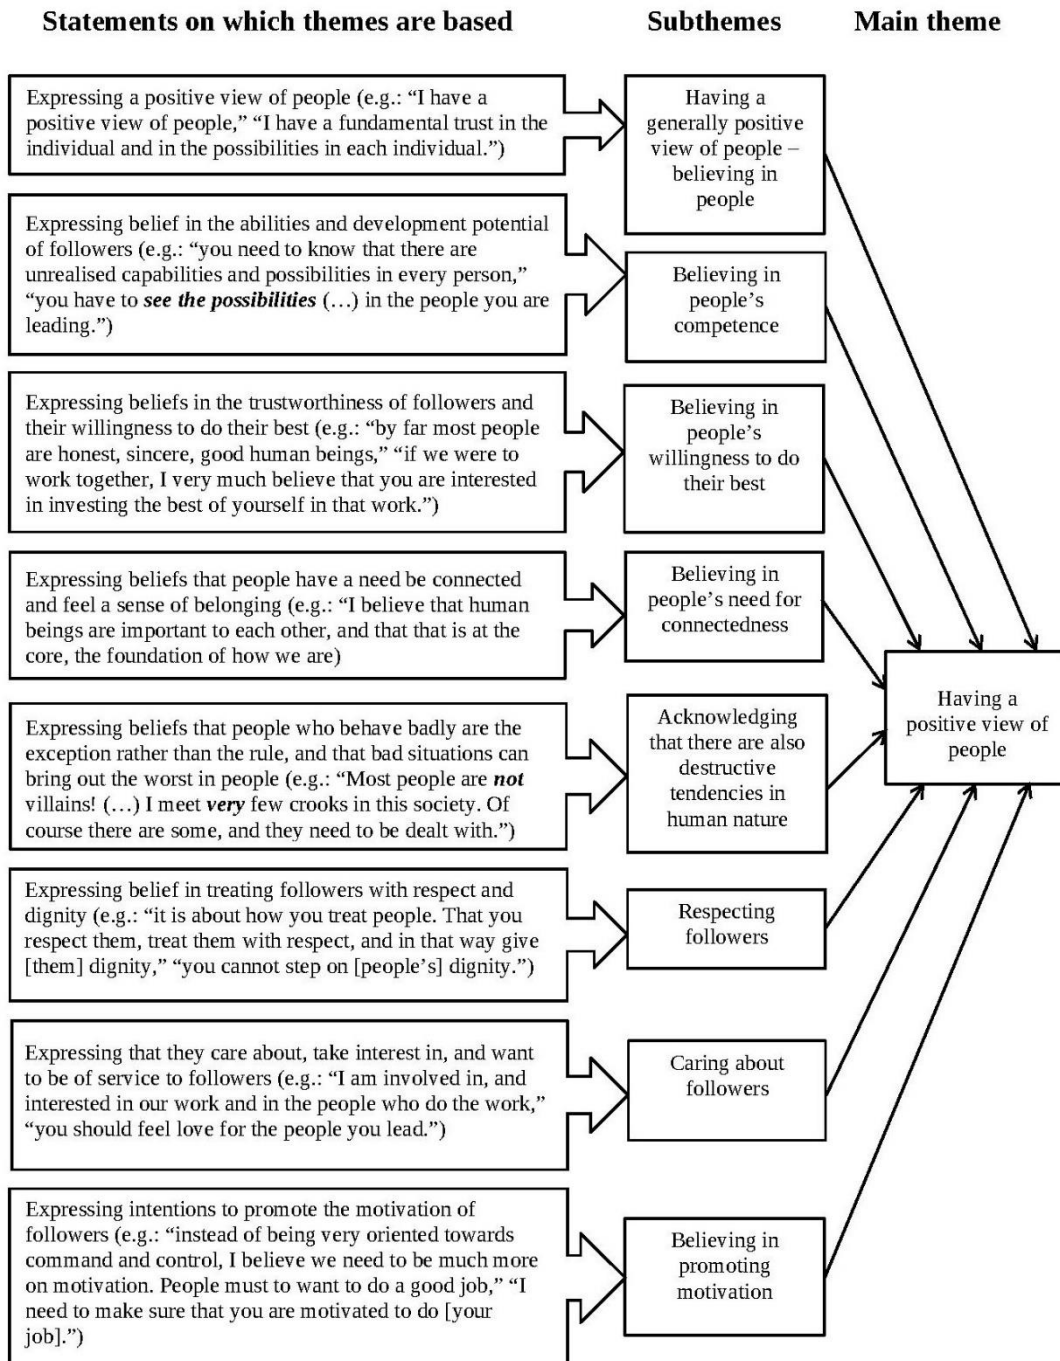 Statements on which themes are based
Subthemes
Main theme
Expressing a positive view of people (e.g.: “I have a
positive view of people,” “I have a fundamental trust in the
individual and in the possibilities in each individual.”)
Having a
generally positive
view of people –
believing in
people
Expressing belief in the abilities and development potential
of followers (e.g.: “you need to know that there are
unrealised capabilities and possibilities in every person,”
“you have to see the possibilities (…) in the people you are
leading.”)
Believing in
people’s
competence
Expressing beliefs in the trustworthiness of followers and
their willingness to do their best (e.g.: “by far most people
are honest, sincere, good human beings,” “if we were to
work together, I very much believe that you are interested
in investing the best of yourself in that work.”)
Believing in
people’s
willingness to do
their best
Expressing beliefs that people have a need be connected
and feel a sense of belonging (e.g.: “I believe that human
beings are important to each other, and that that is at the
core, the foundation of how we are)
Believing in
people’s need for
connectedness
Having a
positive view of
people
Expressing beliefs that people who behave badly are the
exception rather than the rule, and that bad situations can
bring out the worst in people (e.g.: “Most people are not
villains! (…) I meet very few crooks in this society. Of
course there are some, and they need to be dealt with.”)
Acknowledging
that there are also
destructive
tendencies in
human nature
Expressing belief in treating followers with respect and
dignity (e.g.: “it is about how you treat people. That you
respect them, treat them with respect, and in that way give
[them] dignity,” “you cannot step on [people’s] dignity.”)
Respecting
followers
Expressing that they care about, take interest in, and want
to be of service to followers (e.g.: “I am involved in, and
interested in our work and in the people who do the work,”
“you should feel love for the people you lead.”)
Caring about
followers
Expressing intentions to promote the motivation of
followers (e.g.: “instead of being very oriented towards
command and control, I believe we need to be much more
on motivation. People must to want to do a good job,” “I
need to make sure that you are motivated to do [your
job].”)
Believing in
promoting
motivation